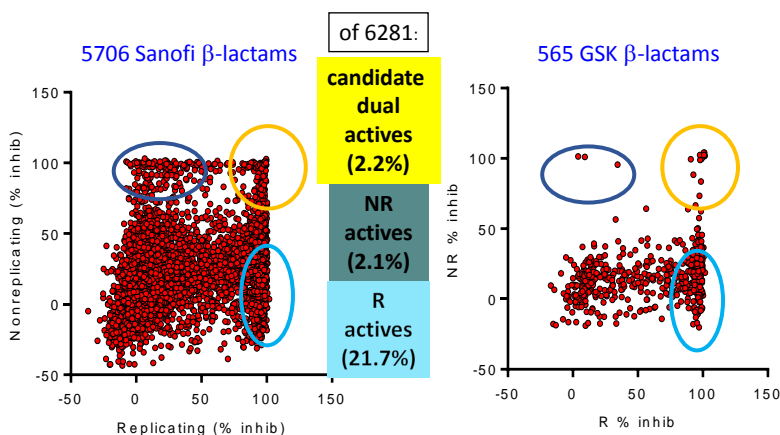 of 6281:
5706 Sanofi β-lactams
565 GSK β-lactams
candidate
dual
actives
(2.2%)
NR
actives
(2.1%)
R
actives
(21.7%)
Nonreplicating (% inhib)
150
100
50
0
-50
-50
0
50
100
150
Replicating (% inhib)
NR % inhib
150
100
50
0
-50
-50
0
50
100
150
R % inhib